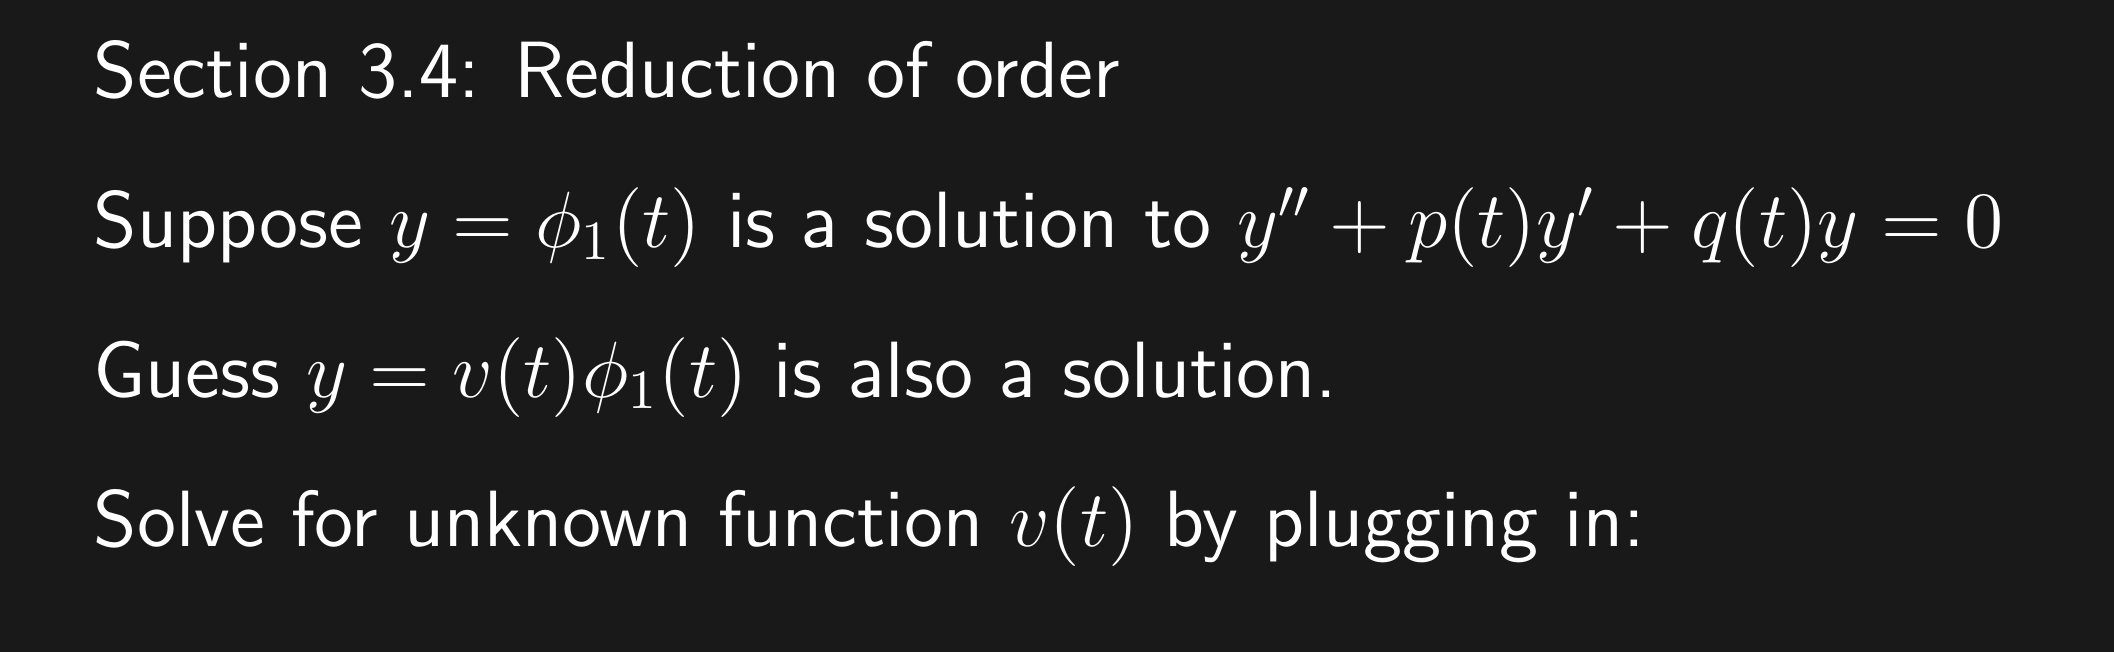 Section 3.4: Reduction of order
Suppose y = ϕ₁(t) is a solution to y″ + p(t)y′ + q(t)y = 0
Guess y = v(t)ϕ₁(t) is also a solution.
Solve for unknown function v(t) by plugging in: